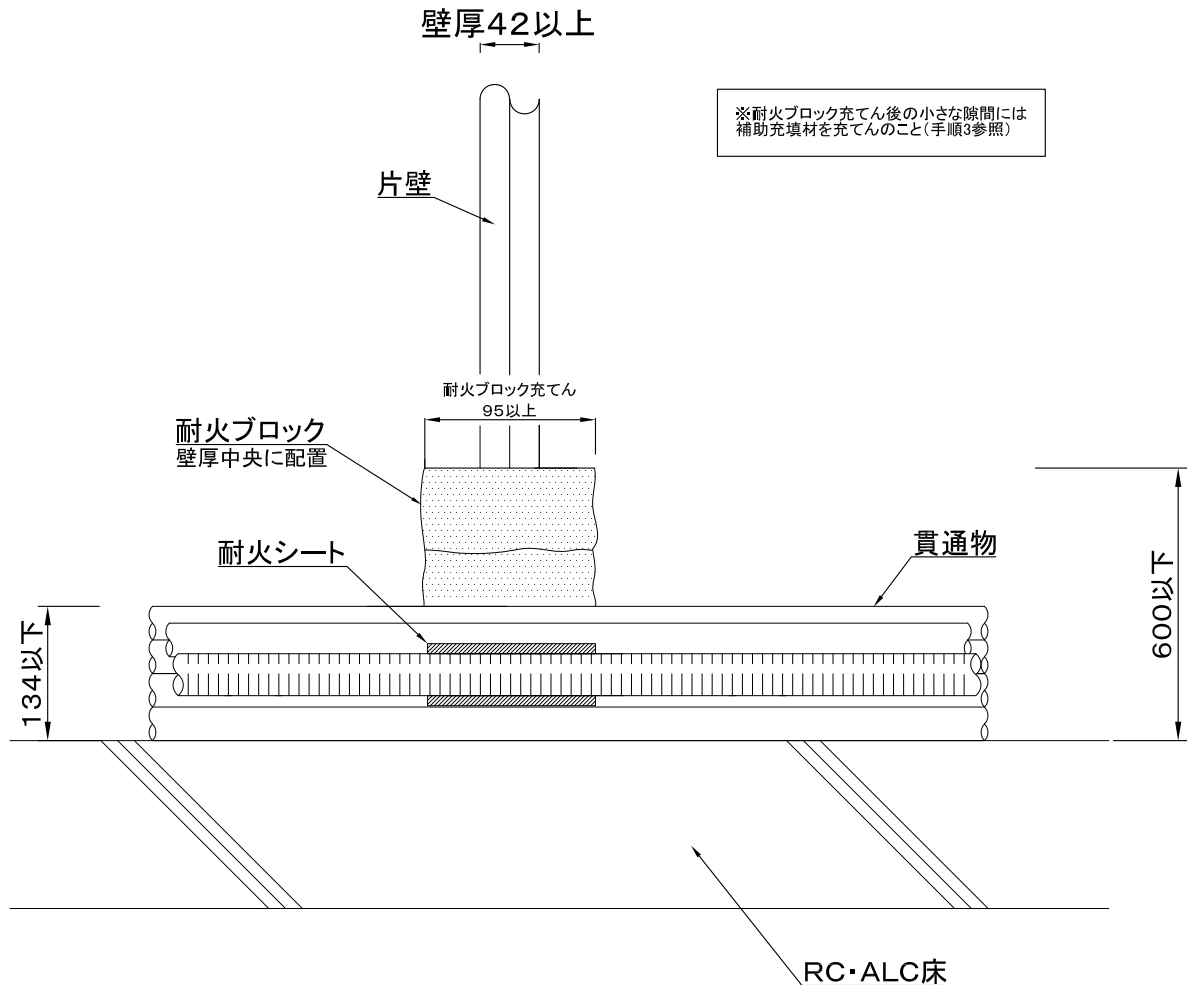 壁厚42以上
※耐火ブロック充てん後の小さな隙間には
補助充填材を充てんのこと(手順3参照)
片壁
耐火ブロック充てん
95以上
耐火ブロック
壁厚中央に配置
耐火シート
貫通物
134以下
600以下
RC・ALC床